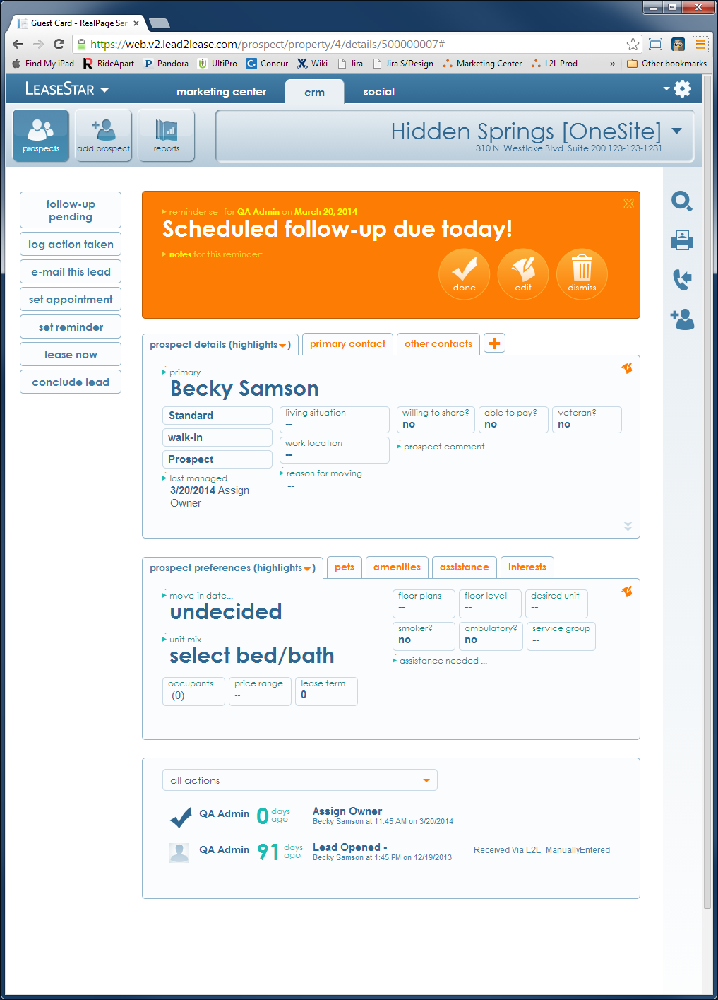 Guest Card - RealPage Ser
https://web.v2.lead2lease.com/prospect/property/4/details/500000007#
Find My iPad RideApart Pandora UltiPro Concur Wiki Jira Jira S/Design Marketing Center L2L Prod » Other bookmarks
LEASESTAR marketing center crm social
prospects add prospect reports
Hidden Springs [OneSite]
310 N. Westlake Blvd. Suite 200 123-123-1231
follow-up
pending
log action taken
e-mail this lead
set appointment
set reminder
lease now
conclude lead
reminder set for QA Admin on March 20, 2014
Scheduled follow-up due today!
notes for this reminder:
done edit dismiss
prospect details (highlights) primary contact other contacts
primary...
Becky Samson
Standard
walk-in
Prospect
last managed
3/20/2014 Assign
Owner
living situation
--
work location
--
reason for moving...
--
willing to share?
no
able to pay?
no
veteran?
no
prospect comment
prospect preferences (highlights) pets amenities assistance interests
move-in date...
undecided
unit mix...
select bed/bath
occupants
(0)
price range
--
lease term
0
floor plans
--
floor level
--
desired unit
--
smoker?
no
ambulatory?
no
service group
--
assistance needed ...
all actions
QA Admin 0 days ago Assign Owner
Becky Samson at 11:45 AM on 3/20/2014
QA Admin 91 days ago Lead Opened - Received Via L2L_ManuallyEntered
Becky Samson at 1:45 PM on 12/19/2013